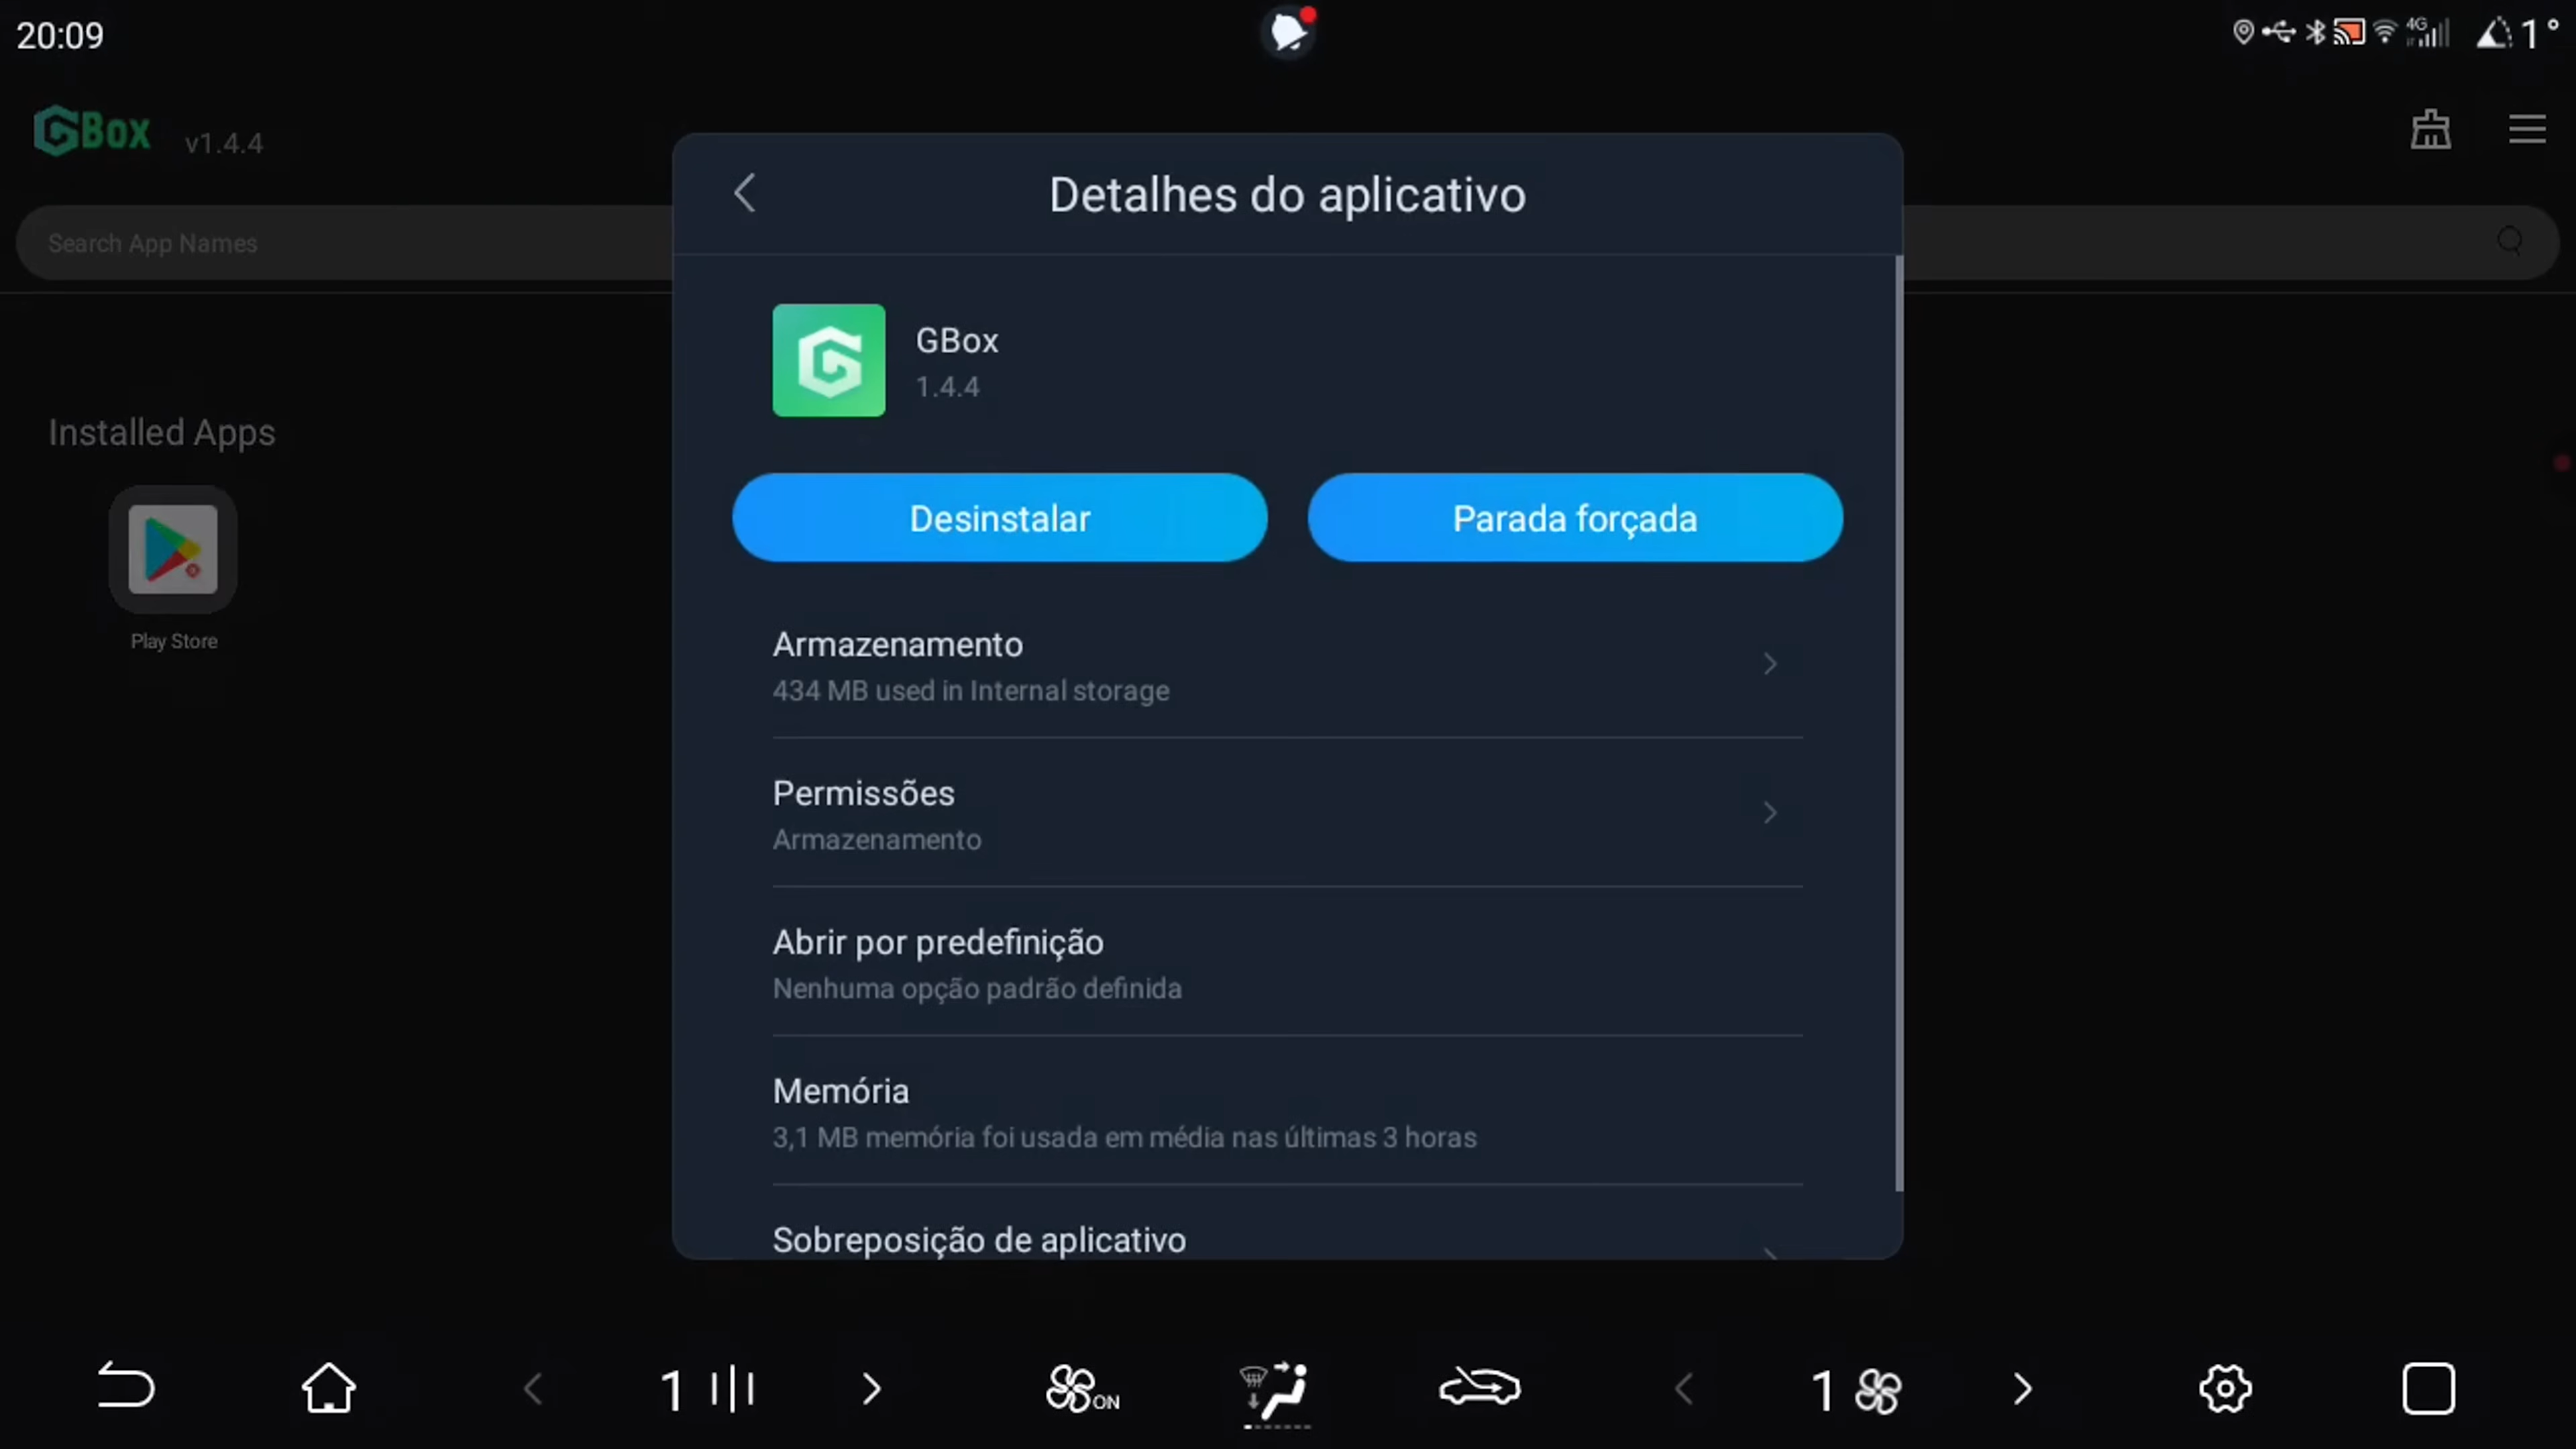 20:09
4G
1°
GBox v1.4.4
Detalhes do aplicativo
Search App Names
GBox
1.4.4
Installed Apps
Desinstalar
Parada forçada
Play Store
Armazenamento
434 MB used in Internal storage
Permissões
Armazenamento
Abrir por predefinição
Nenhuma opção padrão definida
Memória
3,1 MB memória foi usada em média nas últimas 3 horas
Sobreposição de aplicativo
1
ON
1